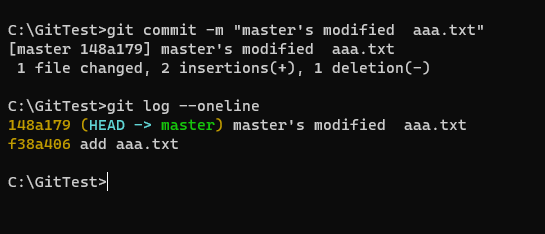 C:\GitTest>git commit -m "master's modified  aaa.txt"
[master 148a179] master's modified  aaa.txt
 1 file changed, 2 insertions(+), 1 deletion(-)
C:\GitTest>git log --oneline
148a179 (HEAD -> master) master's modified  aaa.txt
f38a406 add aaa.txt
C:\GitTest>